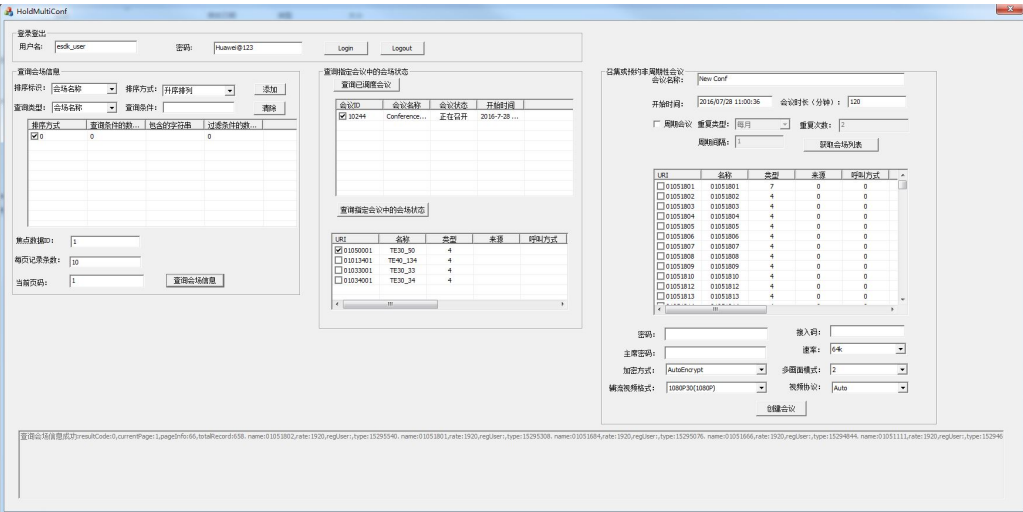 HoldMultiConf
登录登出
用户名: esdk_user 密码: Huawei@123 Login Logout
查询会场信息
排序标识: 会场名称 排序方式: 升序排列 添加
查询类型: 会场名称 查询条件: 清除
排序方式 查询条件的数... 包含的字符串 过滤条件的数...
0 0 0
焦点数据ID: 1
每页记录条数: 10
当前页码: 1 查询会场信息
查询指定会议中的会场状态
查询已调度会议
会议ID 会议名称 会议状态 开始时间
10244 Conference... 正在召开 2016-7-28 ...
查询指定会议中的会场状态
URI 名称 类型 来源 呼叫方式
01050001 TE30_50 4
01013401 TE40_134 4
01033001 TE30_33 4
01034001 TE30_34 4
召集或预约非周期性会议
会议名称: New Conf
开始时间: 2016/07/28 11:00:36 会议时长（分钟）: 120
周期会议 重复类型: 每月 重复次数: 2
周期间隔: 1 获取会场列表
URI 名称 类型 来源 呼叫方式
01051801 01051801 7 0 0
01051802 01051802 4 0 0
01051803 01051803 4 0 0
01051804 01051804 4 0 0
01051805 01051805 4 0 0
01051806 01051806 4 0 0
01051807 01051807 4 0 0
01051808 01051808 4 0 0
01051809 01051809 4 0 0
01051810 01051810 4 0 0
01051812 01051812 4 0 0
01051813 01051813 4 0 0
密码: 接入码:
主席密码: 速率: 64k
加密方式: AutoEncrypt 多画面模式: 2
辅流视频格式: 1080P30(1080P) 视频协议: Auto
创建会议
查询会场信息成功:resultCode:0,currentPage:1,pageInfo:66,totalRecord:658. name:01051802,rate:1920,regUser:,type:15295540. name:01051801,rate:1920,regUser:,type:15295308. name:01051684,rate:1920,regUser:,type:15295076. name:01051666,rate:1920,regUser:,type:15294844. name:01051111,rate:1920,regUser:,type:152946